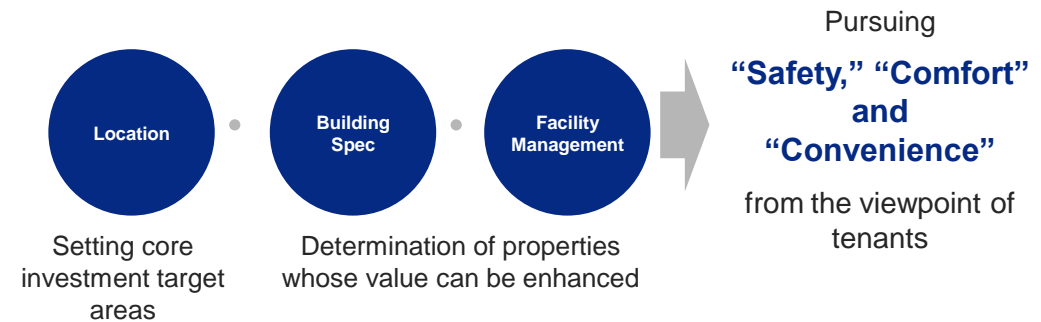 Location
Building
Spec
Facility
Management
Setting core
investment target
areas
Determination of properties
whose value can be enhanced
Pursuing
“Safety,” “Comfort”
and
“Convenience”
from the viewpoint of
tenants